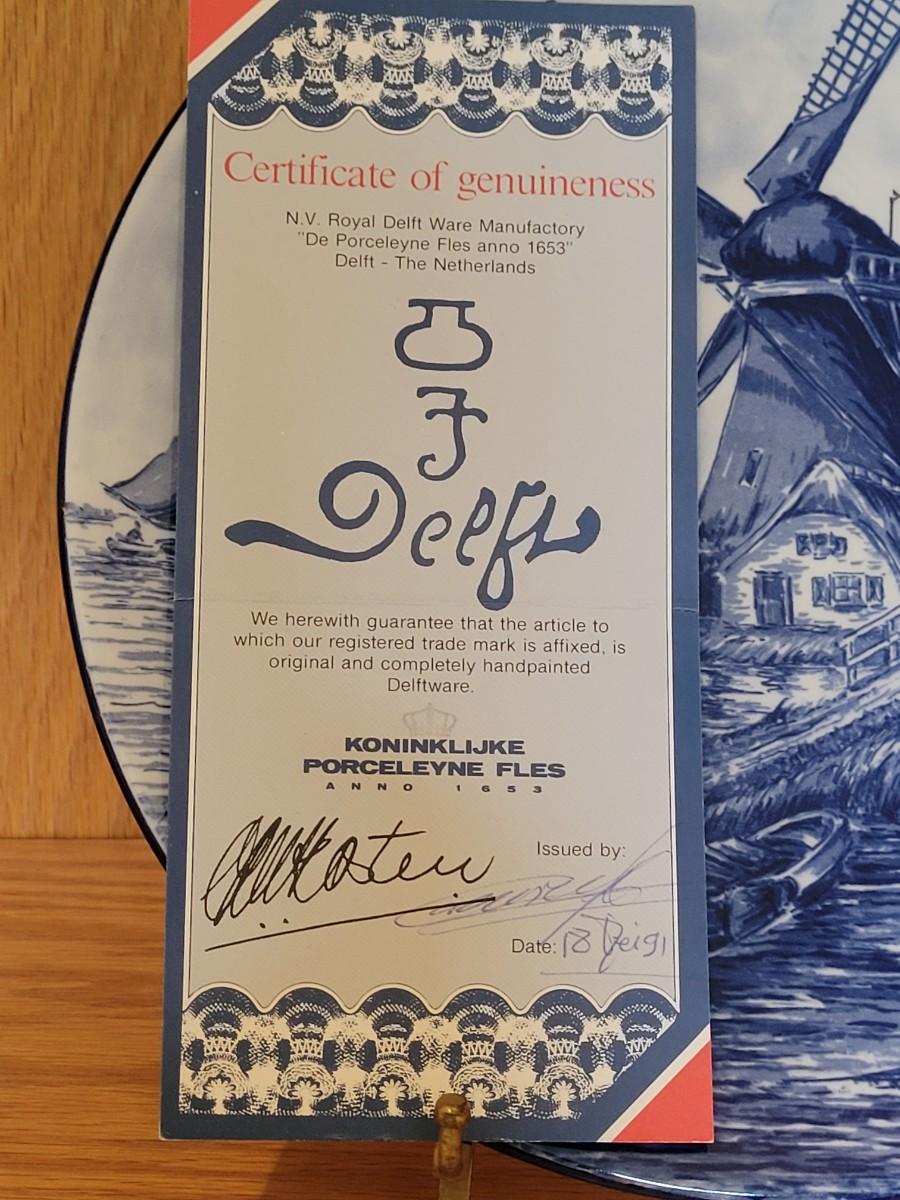 Certificate of genuineness
N.V. Royal Delft Ware Manufactory
"De Porceleyne Fles anno 1653"
Delft - The Netherlands
Delft
We herewith guarantee that the article to
which our registered trade mark is affixed, is
original and completely handpainted
Delftware.
KONINKLIJKE
PORCELEYNE FLES
ANNO 1653
Issued by:
Date: 18